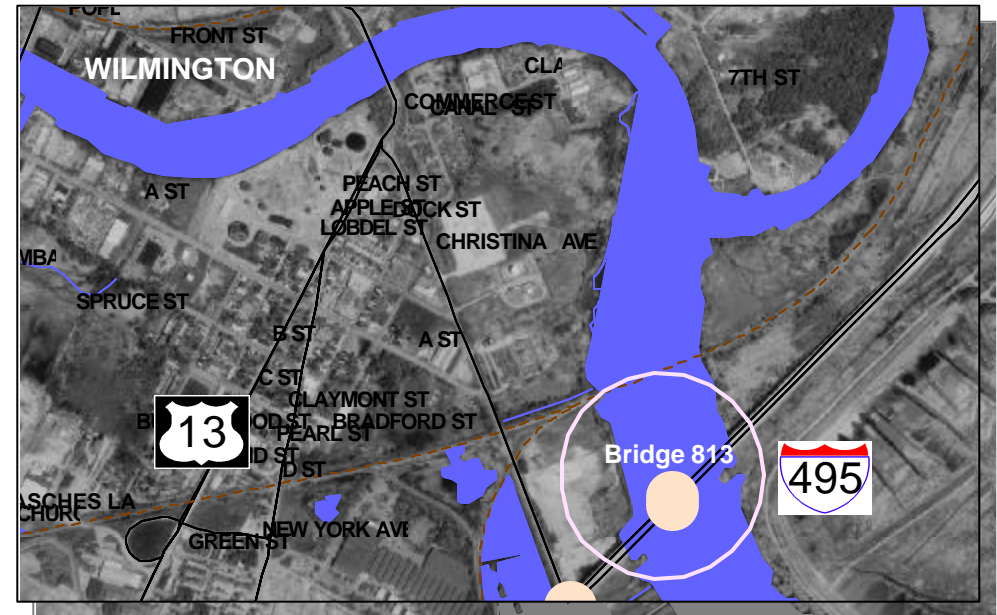 FRONT ST
WILMINGTON
7TH ST
COMMERCE ST
CANAL ST
PEACH ST
A ST
APPLE ST
DOCK ST
LOBDEL ST
CHRISTINA AVE
SPRUCE ST
B ST
A ST
C ST
CLAYMONT ST
BRADFORD ST
13
PEARL ST
Bridge 813
D ST
495
NEW YORK AVE
GREEN ST